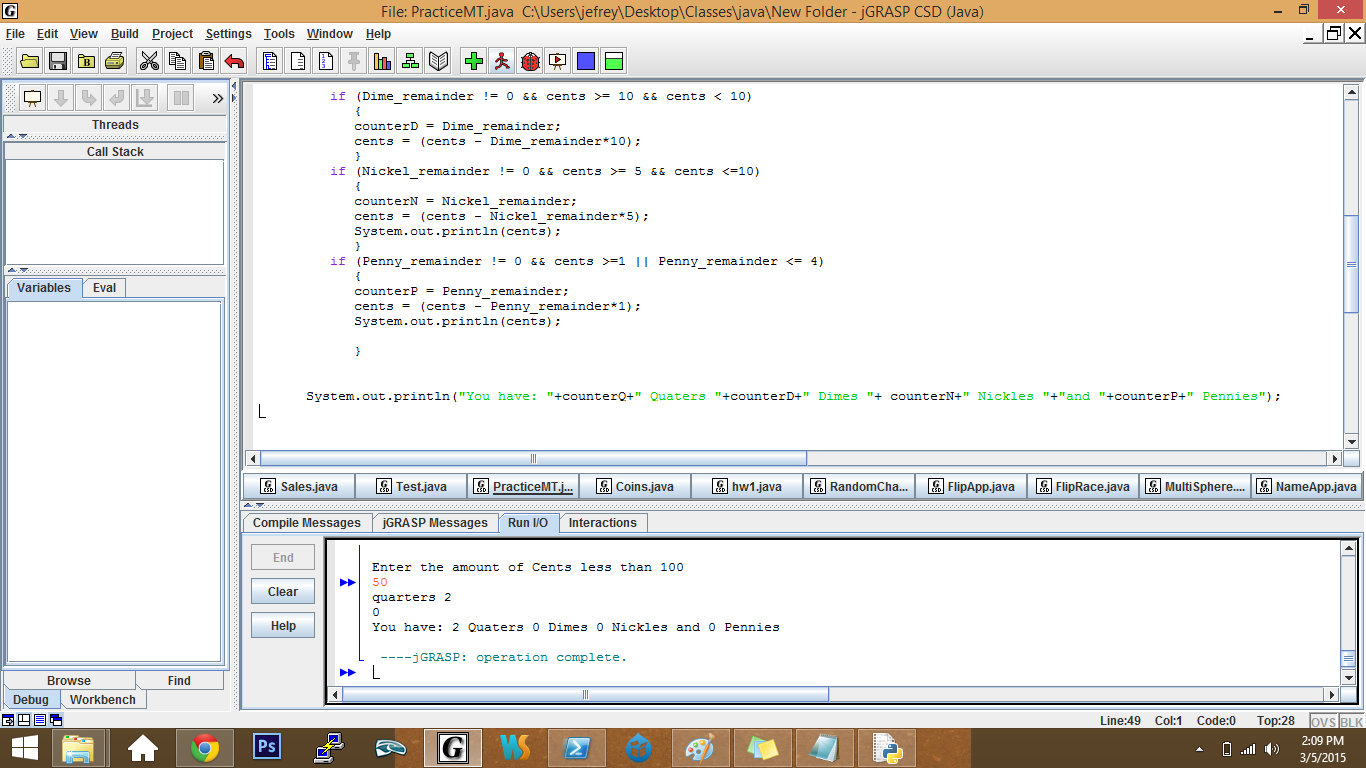 File: PracticeMT.java  C:\Users\jefrey\Desktop\Classes\java\New Folder - jGRASP CSD (Java)
File Edit View Build Project Settings Tools Window Help
Threads
Call Stack
Variables Eval
Browse Find
Debug Workbench
if (Dime_remainder != 0 && cents >= 10 && cents < 10)
{
counterD = Dime_remainder;
cents = (cents - Dime_remainder*10);
}
if (Nickel_remainder != 0 && cents >= 5 && cents <=10)
{
counterN = Nickel_remainder;
cents = (cents - Nickel_remainder*5);
System.out.println(cents);
}
if (Penny_remainder != 0 && cents >=1 || Penny_remainder <= 4)
{
counterP = Penny_remainder;
cents = (cents - Penny_remainder*1);
System.out.println(cents);
}
System.out.println("You have: "+counterQ+" Quaters "+counterD+" Dimes "+ counterN+" Nickles "+"and "+counterP+" Pennies");
Sales.java Test.java PracticeMT.j... Coins.java hw1.java RandomCha... FlipApp.java FlipRace.java MultiSphere.... NameApp.java
Compile Messages jGRASP Messages Run I/O Interactions
End
Clear
Help
Enter the amount of Cents less than 100
50
quarters 2
0
You have: 2 Quaters 0 Dimes 0 Nickles and 0 Pennies
----jGRASP: operation complete.
Line:49 Col:1 Code:0 Top:28 OVS BLK
2:09 PM
3/5/2015